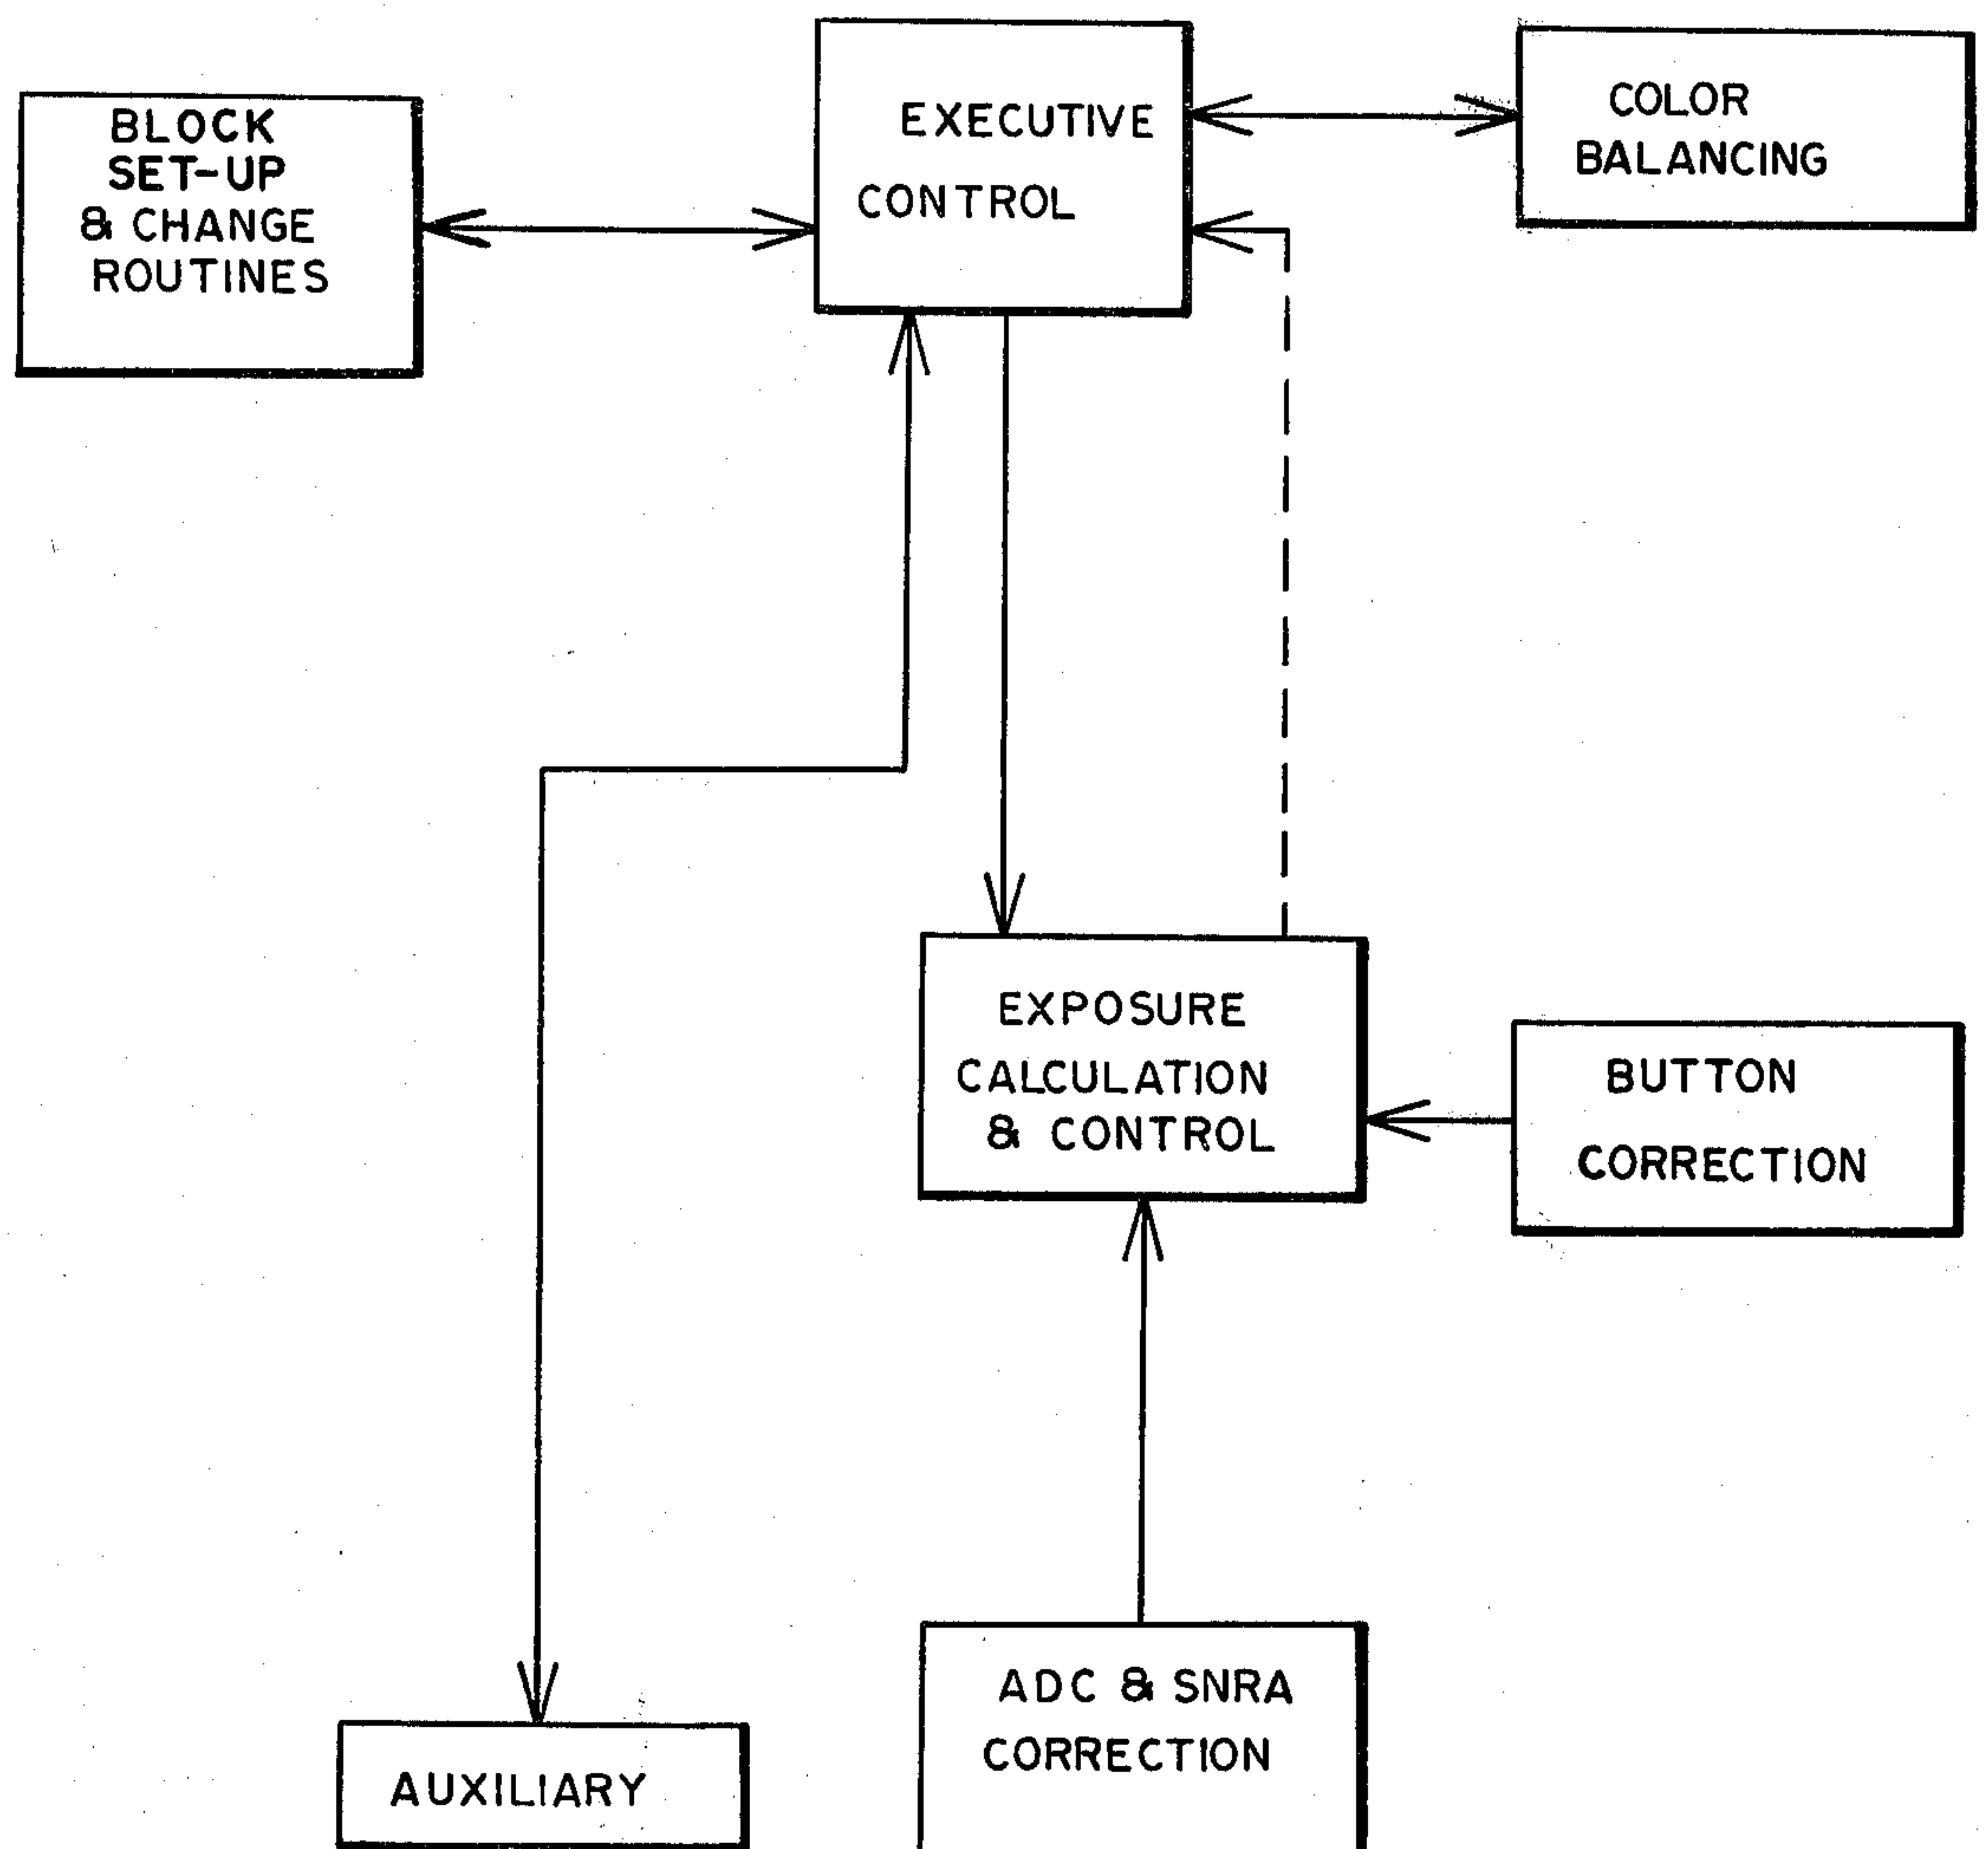 BLOCK
SET-UP
& CHANGE
ROUTINES
EXECUTIVE
CONTROL
COLOR
BALANCING
EXPOSURE
CALCULATION
& CONTROL
BUTTON
CORRECTION
AUXILIARY
ADC & SNRA
CORRECTION